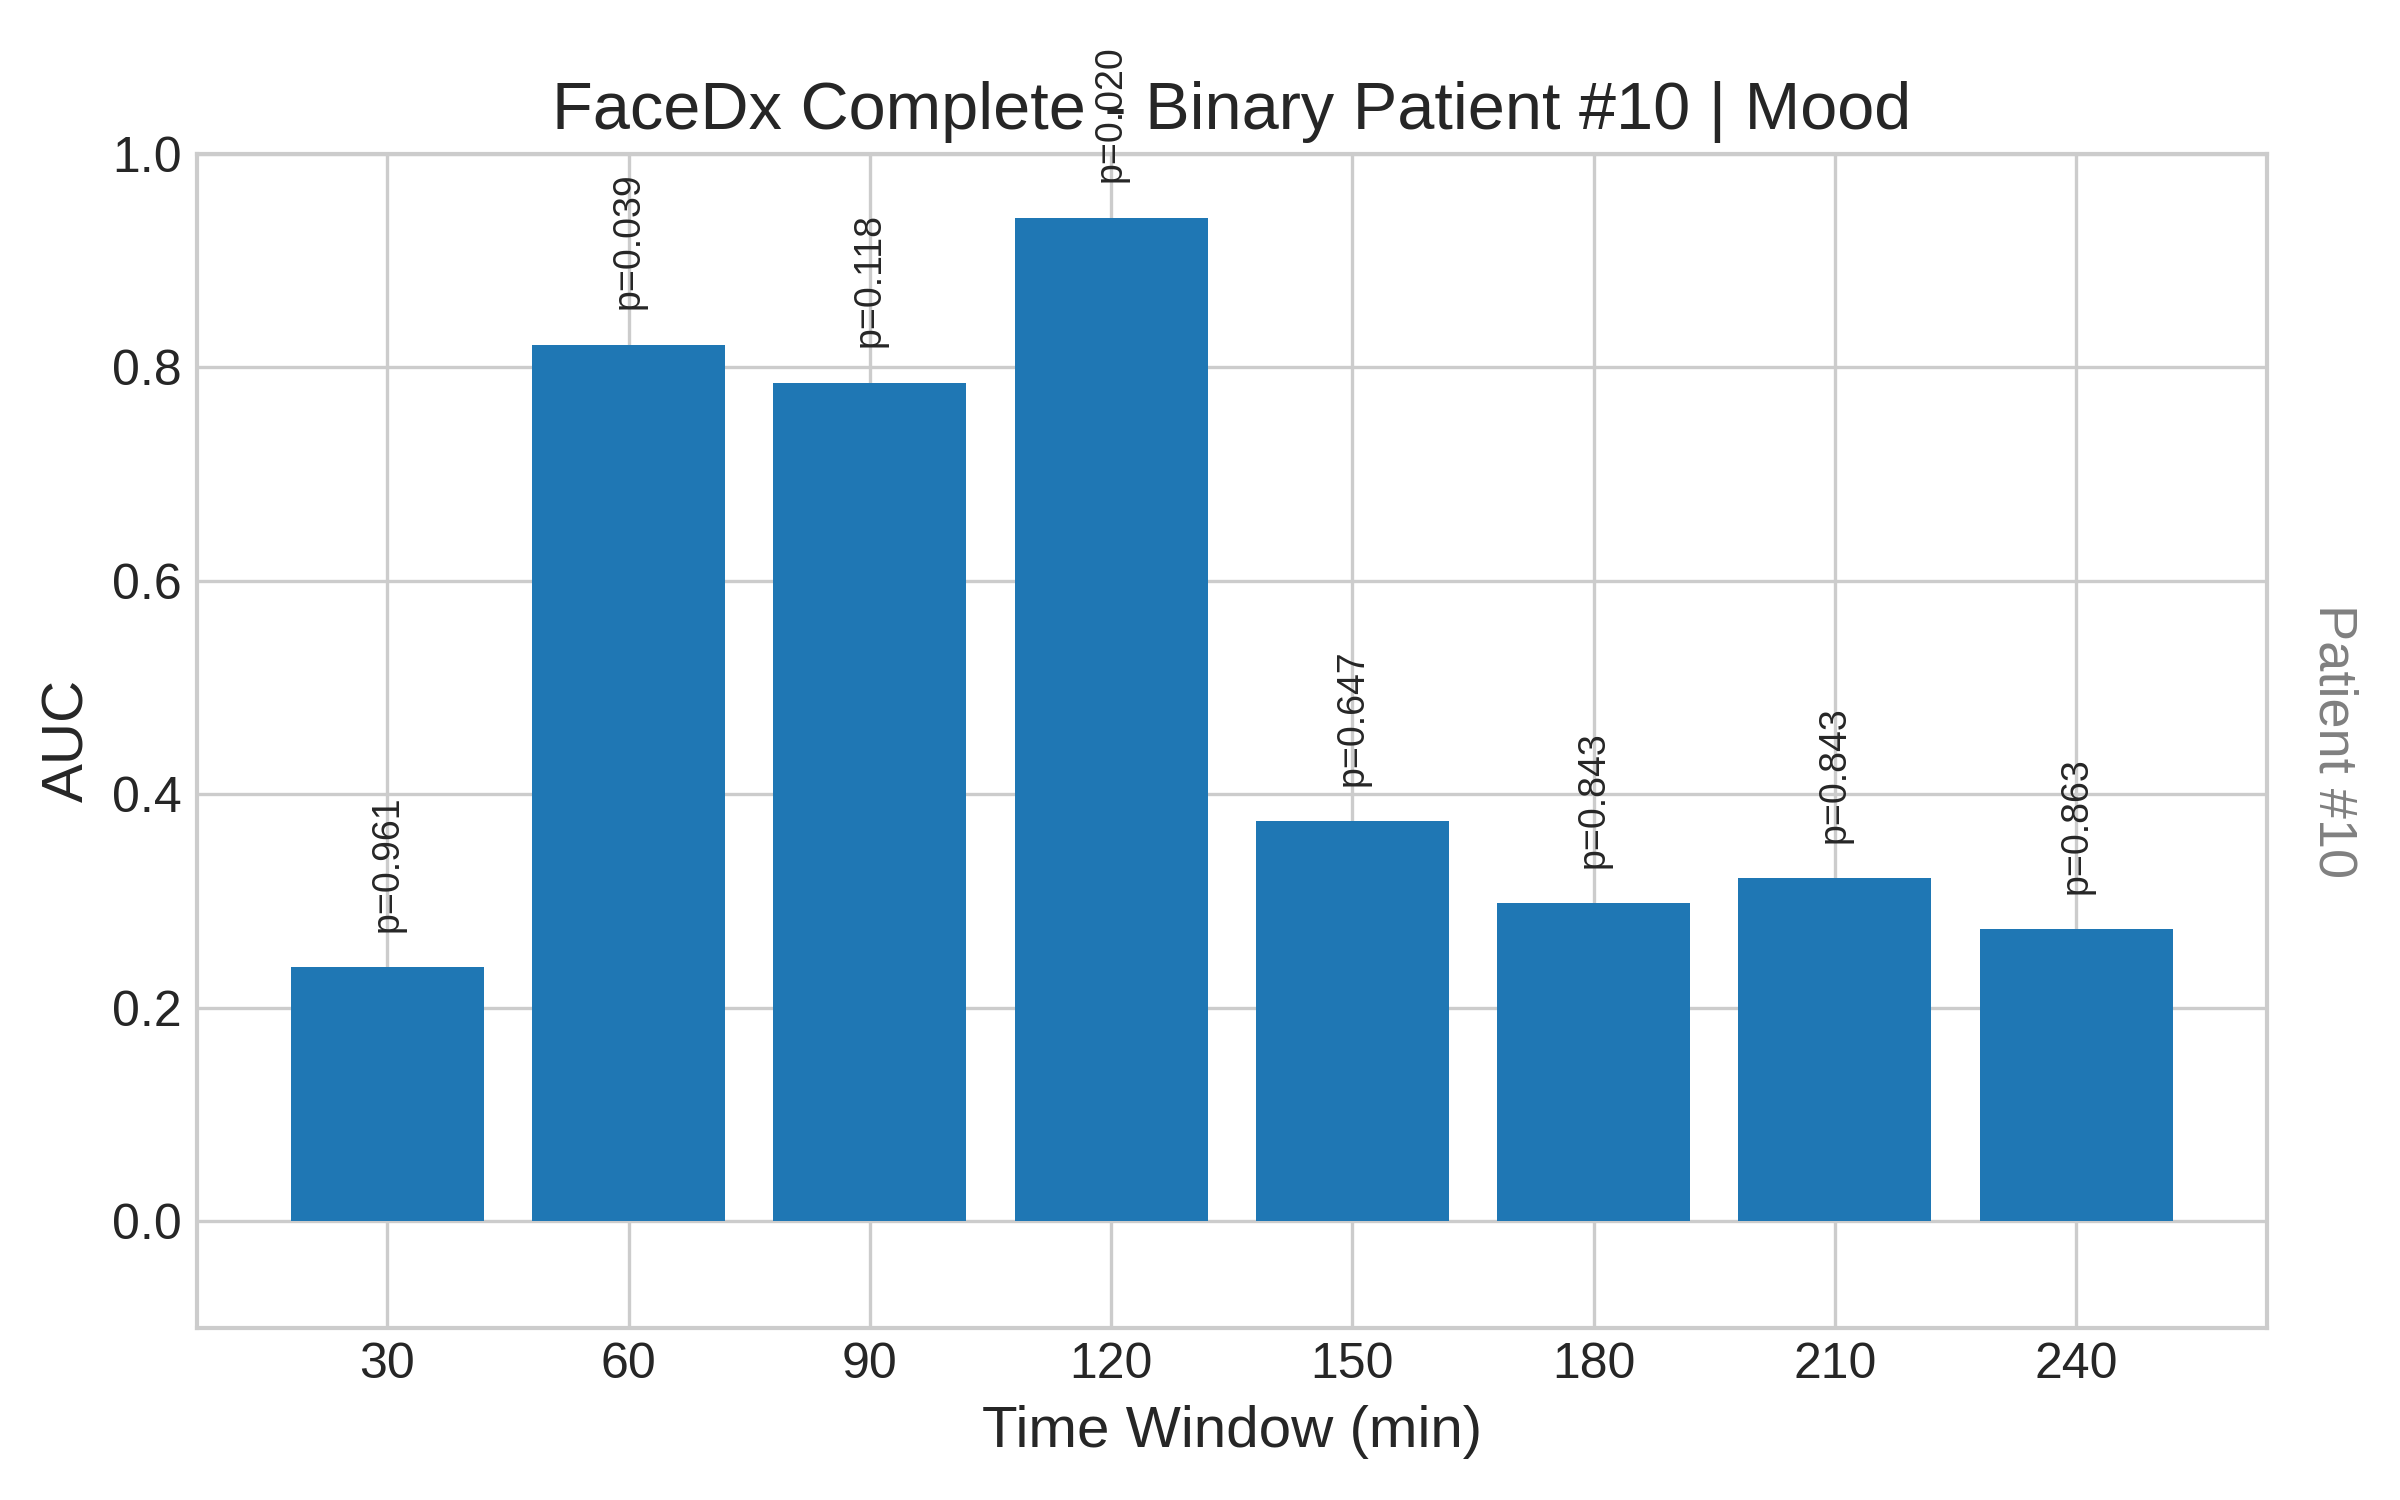 FaceDx Complete - Binary Patient #10 | Mood
p=0.961
p=0.039
p=0.118
p=0.020
p=0.647
p=0.843
p=0.843
p=0.863
1.0
0.8
0.6
0.4
0.2
0.0
AUC
30 60 90 120 150 180 210 240
Time Window (min)
Patient #10